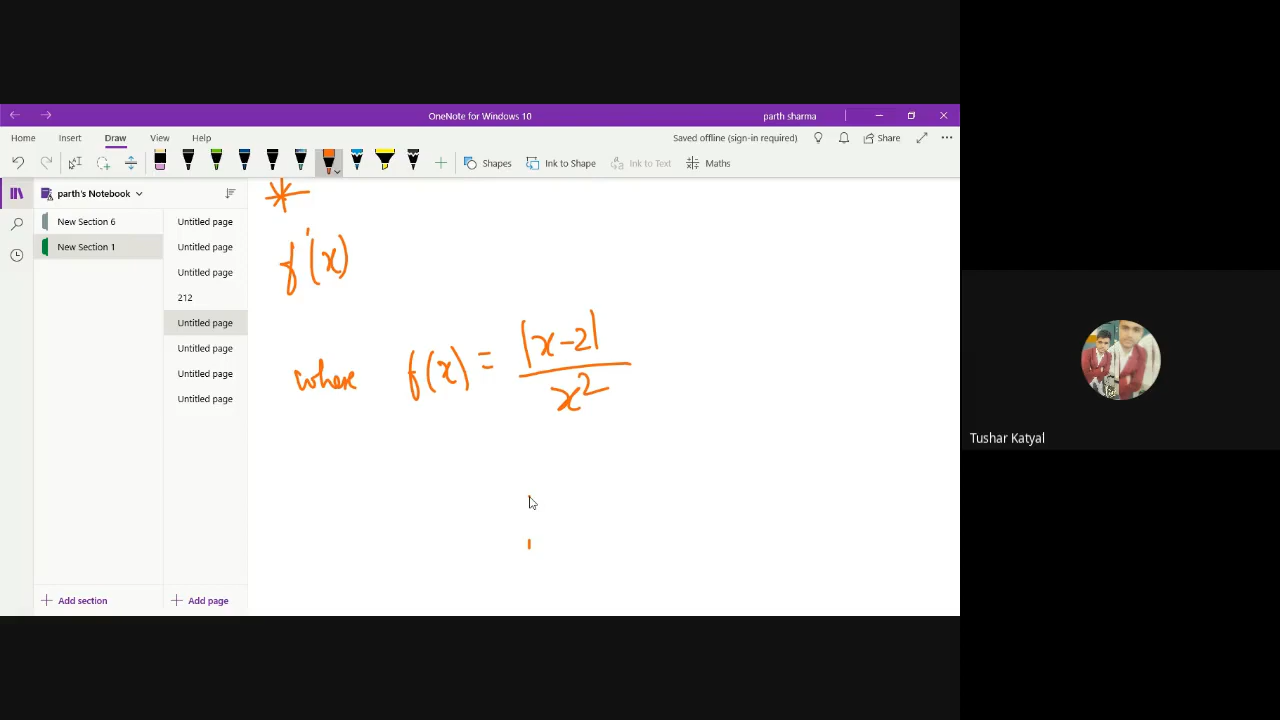 OneNote for Windows 10
parth sharma
Home Insert Draw View Help
Saved offline (sign-in required)
Share
Shapes Ink to Shape Ink to Text Maths
parth's Notebook
New Section 6
New Section 1
Untitled page
Untitled page
Untitled page
212
Untitled page
Untitled page
Untitled page
Untitled page
*
f'(x)
where f(x) = |x-2| / x²
Add section
Add page
Tushar Katyal